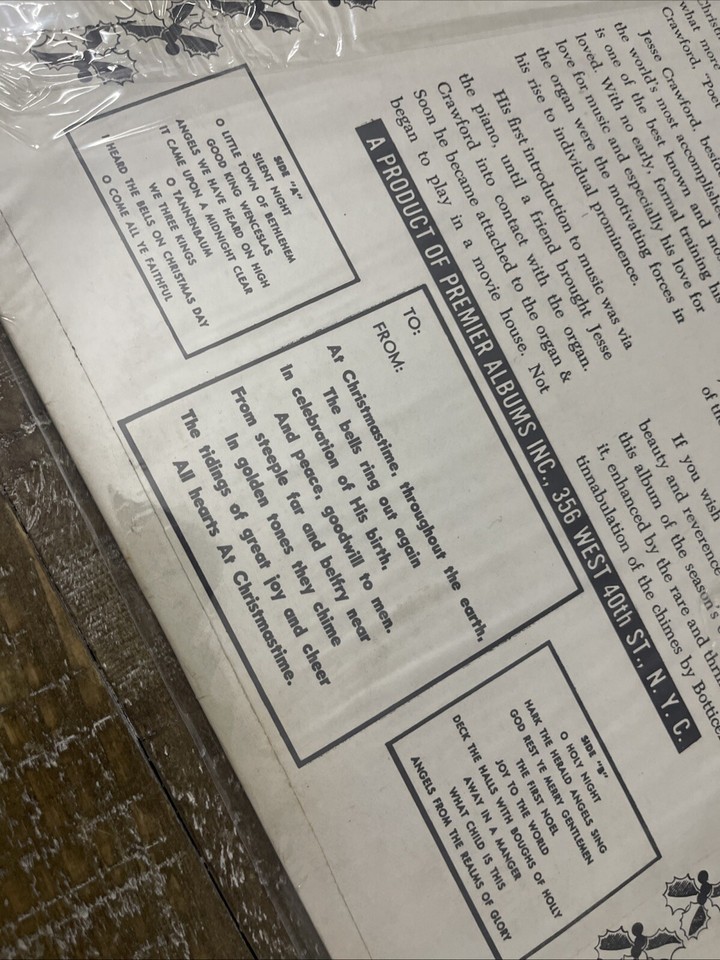 what more
Crawford, "Poet
of the
Jesse Crawford,
the world's most accomplish
is one of the best known and
loved. With no early, formal training his
love for music and especially his love for
the organ were the motivating forces in
his rise to individual prominence.
His first introduction to music was via
the piano, until a friend brought Jesse
Crawford into contact with the organ.
Soon he became attached to the organ &
began to play in a movie house. Not
If you wish
beauty and reverence
this album of the season's
it, enhanced by the rare and
tinnabulation of the chimes by
A PRODUCT OF PREMIER ALBUMS INC., 356 WEST 40th ST., N. Y. C.
SIDE "A"
SILENT NIGHT
O LITTLE TOWN OF BETHLEHEM
GOOD KING WENCESLAS
ANGELS WE HAVE HEARD ON HIGH
IT CAME UPON A MIDNIGHT CLEAR
O TANNENBAUM
WE THREE KINGS
I HEARD THE BELLS ON CHRISTMAS DAY
O COME ALL YE FAITHFUL
TO:
FROM:
At Christmastime, throughout the earth,
The bells ring out again
In celebration of His birth,
And peace, goodwill to men.
From steeple far and belfry near
In golden tones they chime
The tidings of great joy and cheer
All hearts At Christmastime.
SIDE "B"
O HOLY NIGHT
HARK THE HERALD ANGELS SING
GOD REST YE MERRY GENTLEMEN
THE FIRST NOEL
JOY TO THE WORLD
DECK THE HALLS WITH BOUGHS OF HOLLY
AWAY IN A MANGER
WHAT CHILD IS THIS
ANGELS FROM THE REALMS OF GLORY